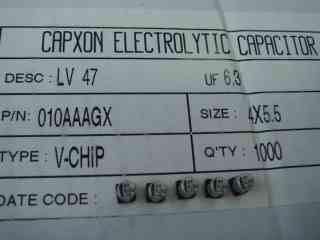 CAPXON ELECTROLYTIC CAPACITOR
DESC : LV 47 UF 6.3
P/N: 010AAAGX SIZE : 4X5.5
TYPE : V-CHIP Q'TY : 1000
DATE CODE :